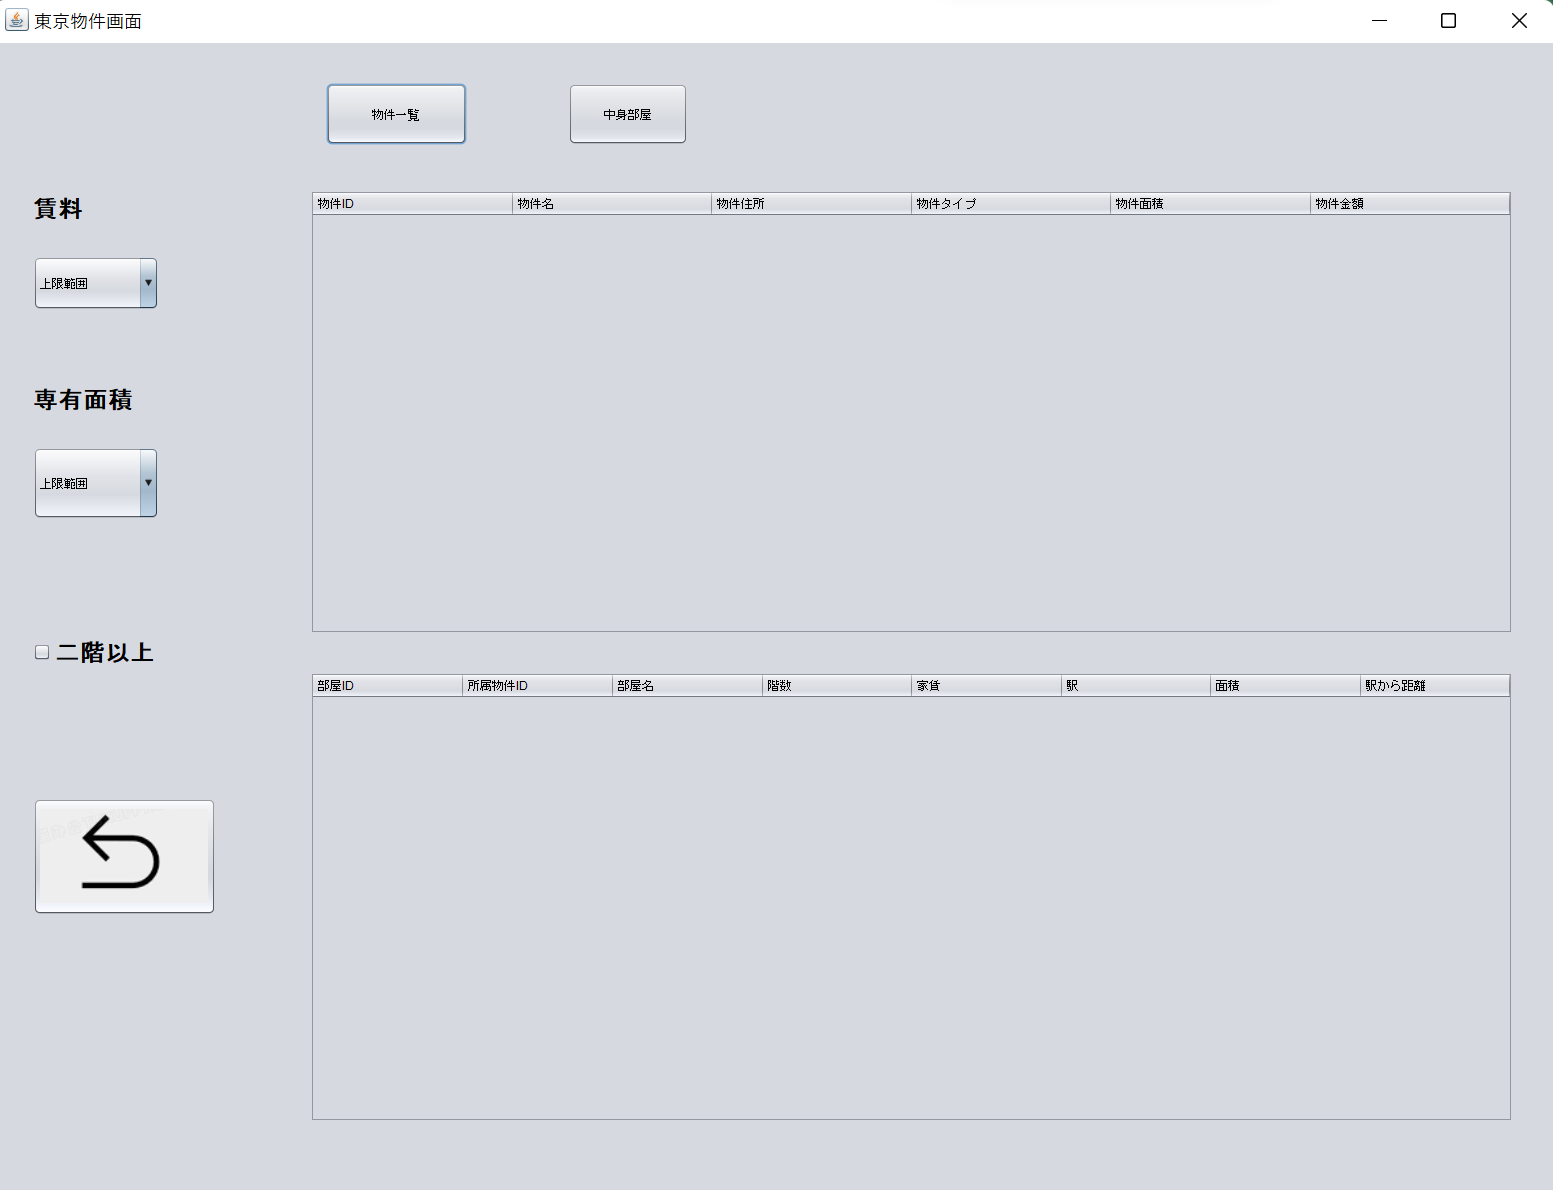 東京物件画面
物件一覧
中身部屋
賃料
上限範囲
専有面積
上限範囲
二階以上
物件ID 物件名 物件住所 物件タイプ 物件面積 物件金額
部屋ID 所属物件ID 部屋名 階数 家賃 駅 面積 駅から距離